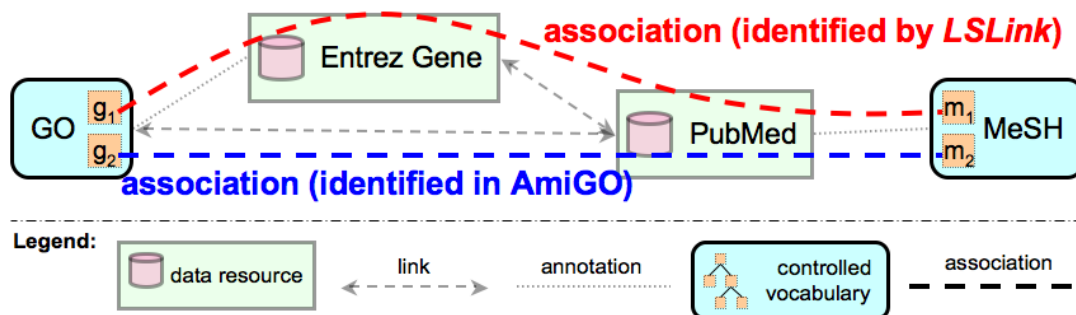 association (identified by LSLink)
Entrez Gene
GO
g1
g2
PubMed
m1
m2
MeSH
association (identified in AmiGO)
Legend:
data resource
link
annotation
controlled
vocabulary
association